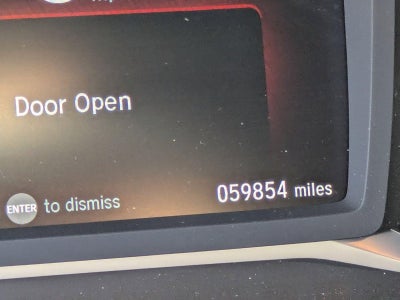 Door Open
ENTER to dismiss
059854 miles